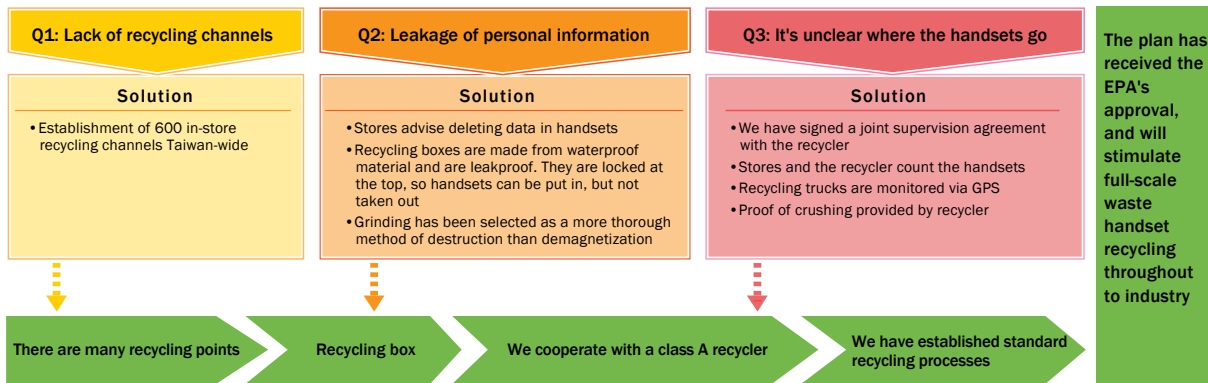 Q1: Lack of recycling channels
Solution
• Establishment of 600 in-store
recycling channels Taiwan-wide
Q2: Leakage of personal information
Solution
• Stores advise deleting data in handsets
• Recycling boxes are made from waterproof
material and are leakproof. They are locked at
the top, so handsets can be put in, but not
taken out
• Grinding has been selected as a more thorough
method of destruction than demagnetization
Q3: It's unclear where the handsets go
Solution
• We have signed a joint supervision agreement
with the recycler
• Stores and the recycler count the handsets
• Recycling trucks are monitored via GPS
• Proof of crushing provided by recycler
There are many recycling points
Recycling box
We cooperate with a class A recycler
We have established standard
recycling processes
The plan has
received the
EPA's
approval,
and will
stimulate
full-scale
waste
handset
recycling
throughout
to industry